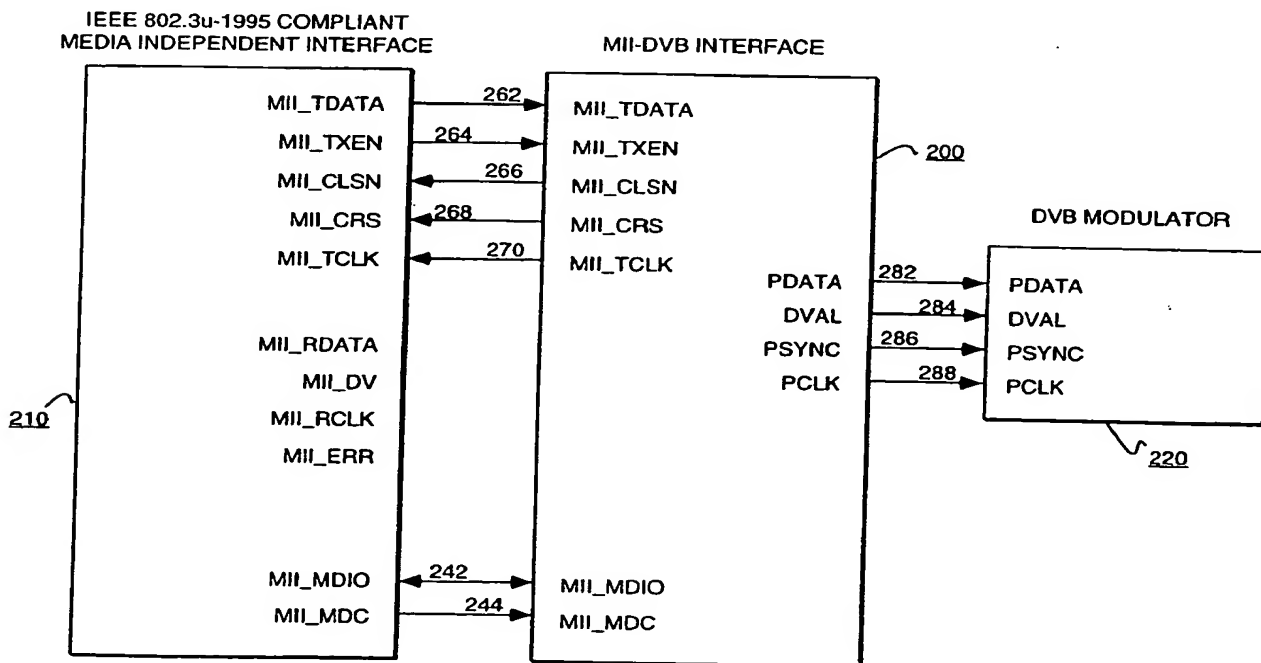 IEEE 802.3u-1995 COMPLIANT
MEDIA INDEPENDENT INTERFACE
MII-DVB INTERFACE
MII_TDATA
262
MII_TDATA
MII_TXEN
264
MII_TXEN
200
MII_CLSN
266
MII_CLSN
MII_CRS
268
MII_CRS
DVB MODULATOR
MII_TCLK
270
MII_TCLK
PDATA
282
PDATA
DVAL
284
DVAL
PSYNC
286
PSYNC
PCLK
288
PCLK
MII_RDATA
MII_DV
210
MII_RCLK
MII_ERR
220
MII_MDIO
242
MII_MDIO
MII_MDC
244
MII_MDC